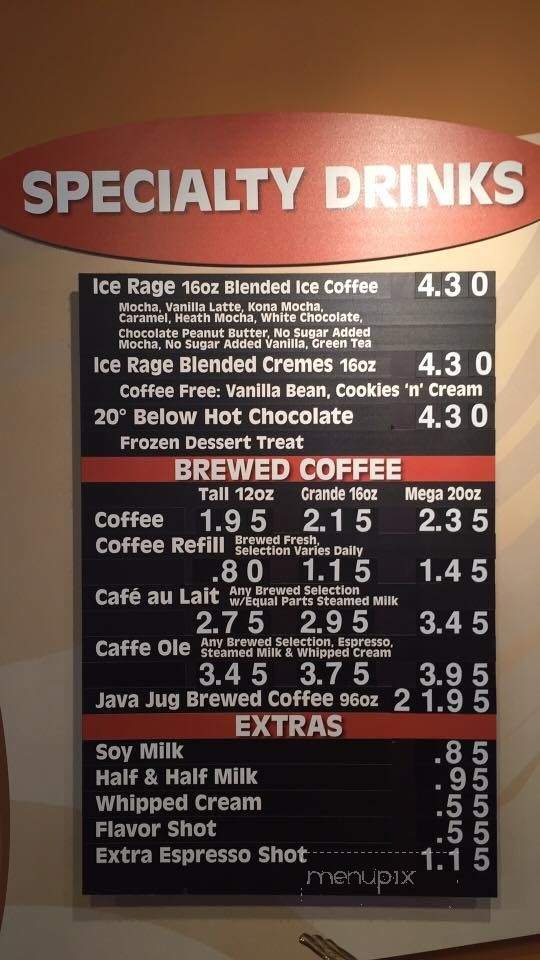 SPECIALTY DRINKS
Ice Rage 16oz Blended Ice Coffee 4.30
Mocha, Vanilla Latte, Kona Mocha,
Caramel, Heath Mocha, White Chocolate,
Chocolate Peanut Butter, No Sugar Added
Mocha, No Sugar Added Vanilla, Green Tea
Ice Rage Blended Cremes 16oz 4.30
Coffee Free: Vanilla Bean, Cookies 'n' Cream
20° Below Hot Chocolate 4.30
Frozen Dessert Treat
BREWED COFFEE
Tall 12oz Grande 16oz Mega 20oz
Coffee 1.95 2.15 2.35
Coffee Refill Brewed Fresh,
Selection Varies Daily
.80 1.15 1.45
Café au Lait Any Brewed Selection
w/Equal Parts Steamed Milk
2.75 2.95 3.45
Caffe Ole Any Brewed Selection, Espresso,
Steamed Milk & Whipped Cream
3.45 3.75 3.95
Java Jug Brewed Coffee 96oz 21.95
EXTRAS
Soy Milk .85
Half & Half Milk .95
Whipped Cream .55
Flavor Shot .55
Extra Espresso Shot 1.15
menupix